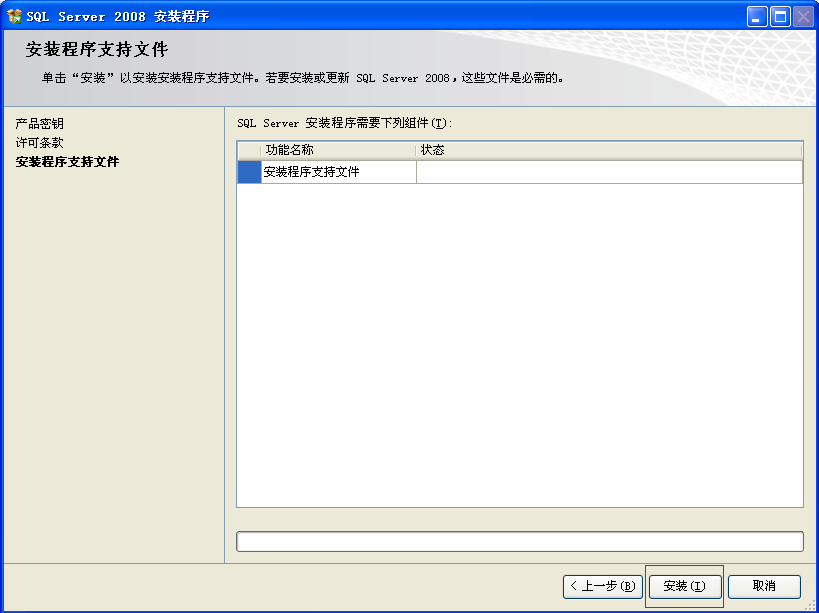 SQL Server 2008 安装程序
安装程序支持文件
单击“安装”以安装安装程序支持文件。若要安装或更新 SQL Server 2008，这些文件是必需的。
产品密钥
许可条款
安装程序支持文件
SQL Server 安装程序需要下列组件(I):
功能名称 状态
安装程序支持文件
< 上一步(B) 安装(I) 取消